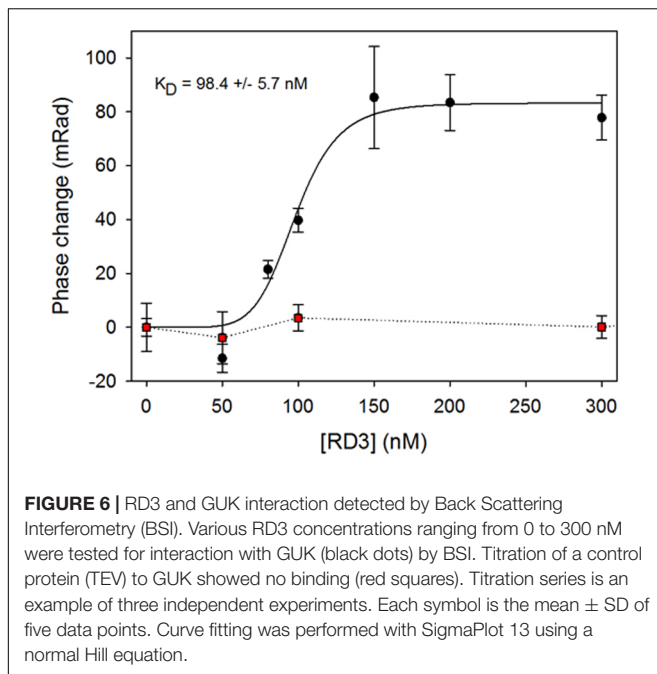 100
80
60
40
20
0
-20
Phase change (mRad)
K_D = 98.4 +/- 5.7 nM
0 50 100 150 200 250 300
[RD3] (nM)
FIGURE 6 | RD3 and GUK interaction detected by Back Scattering
Interferometry (BSI). Various RD3 concentrations ranging from 0 to 300 nM
were tested for interaction with GUK (black dots) by BSI. Titration of a control
protein (TEV) to GUK showed no binding (red squares). Titration series is an
example of three independent experiments. Each symbol is the mean ± SD of
five data points. Curve fitting was performed with SigmaPlot 13 using a
normal Hill equation.